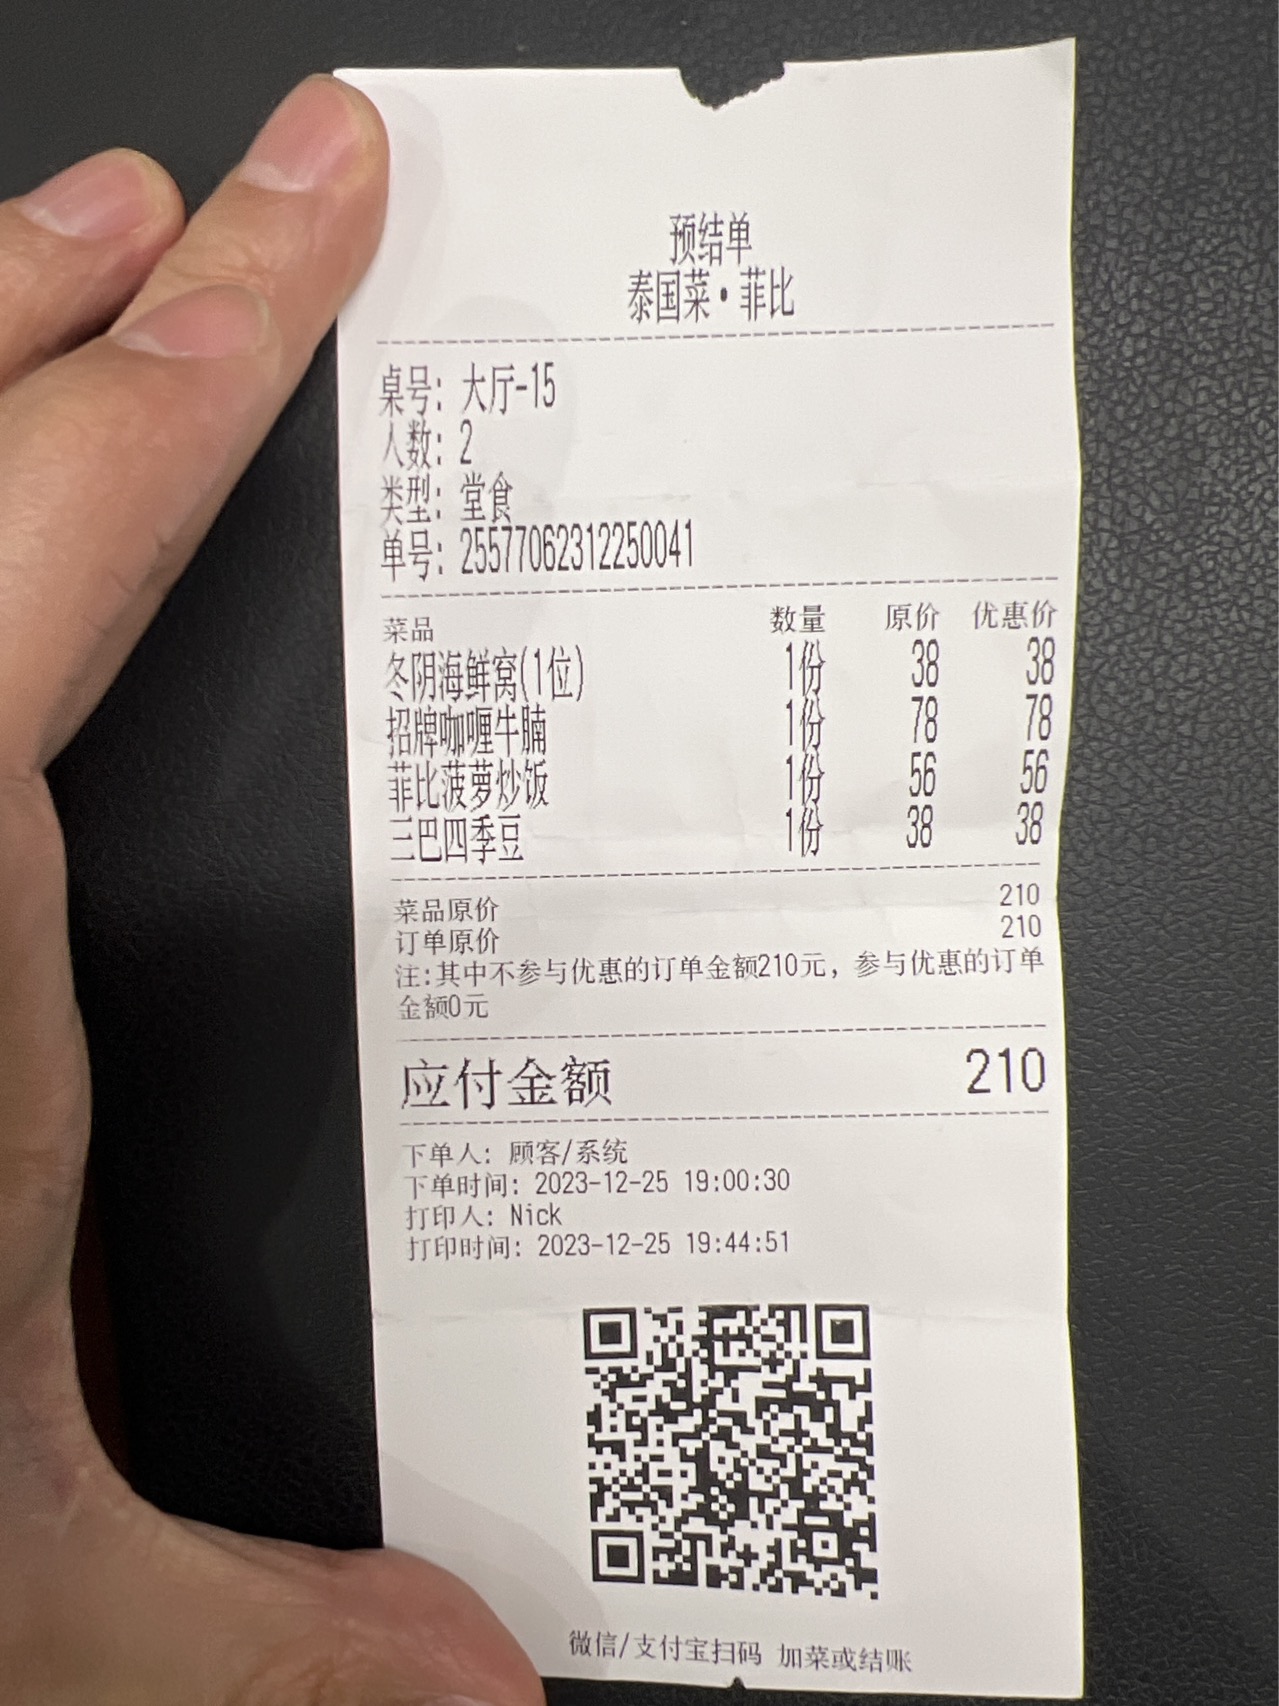 预结单
泰国菜·菲比
桌号：大厅-15
人数：2
类型：堂食
单号：25577062312250041
菜品 数量 原价 优惠价
冬阴海鲜窝(1位) 1份 38 38
招牌咖喱牛腩 1份 78 78
菲比菠萝炒饭 1份 56 56
三巴四季豆 1份 38 38
菜品原价 210
订单原价 210
注:其中不参与优惠的订单金额210元，参与优惠的订单
金额0元
应付金额 210
下单人：顾客/系统
下单时间：2023-12-25 19:00:30
打印人：Nick
打印时间：2023-12-25 19:44:51
微信/支付宝扫码 加菜或结账